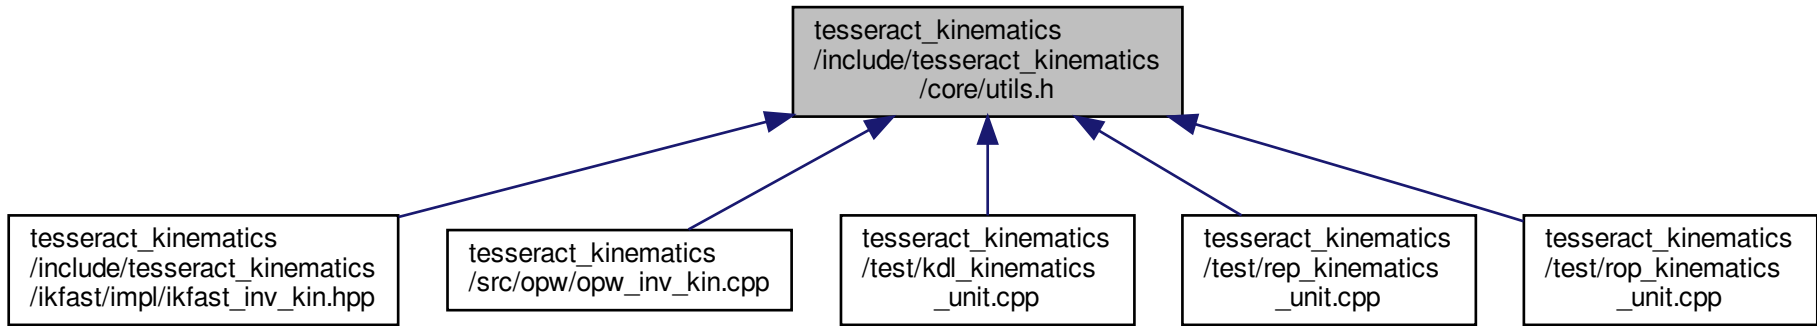 tesseract_kinematics
/include/tesseract_kinematics
/core/utils.h
tesseract_kinematics
/include/tesseract_kinematics
/ikfast/impl/ikfast_inv_kin.hpp
tesseract_kinematics
/src/opw/opw_inv_kin.cpp
tesseract_kinematics
/test/kdl_kinematics
_unit.cpp
tesseract_kinematics
/test/rep_kinematics
_unit.cpp
tesseract_kinematics
/test/rop_kinematics
_unit.cpp